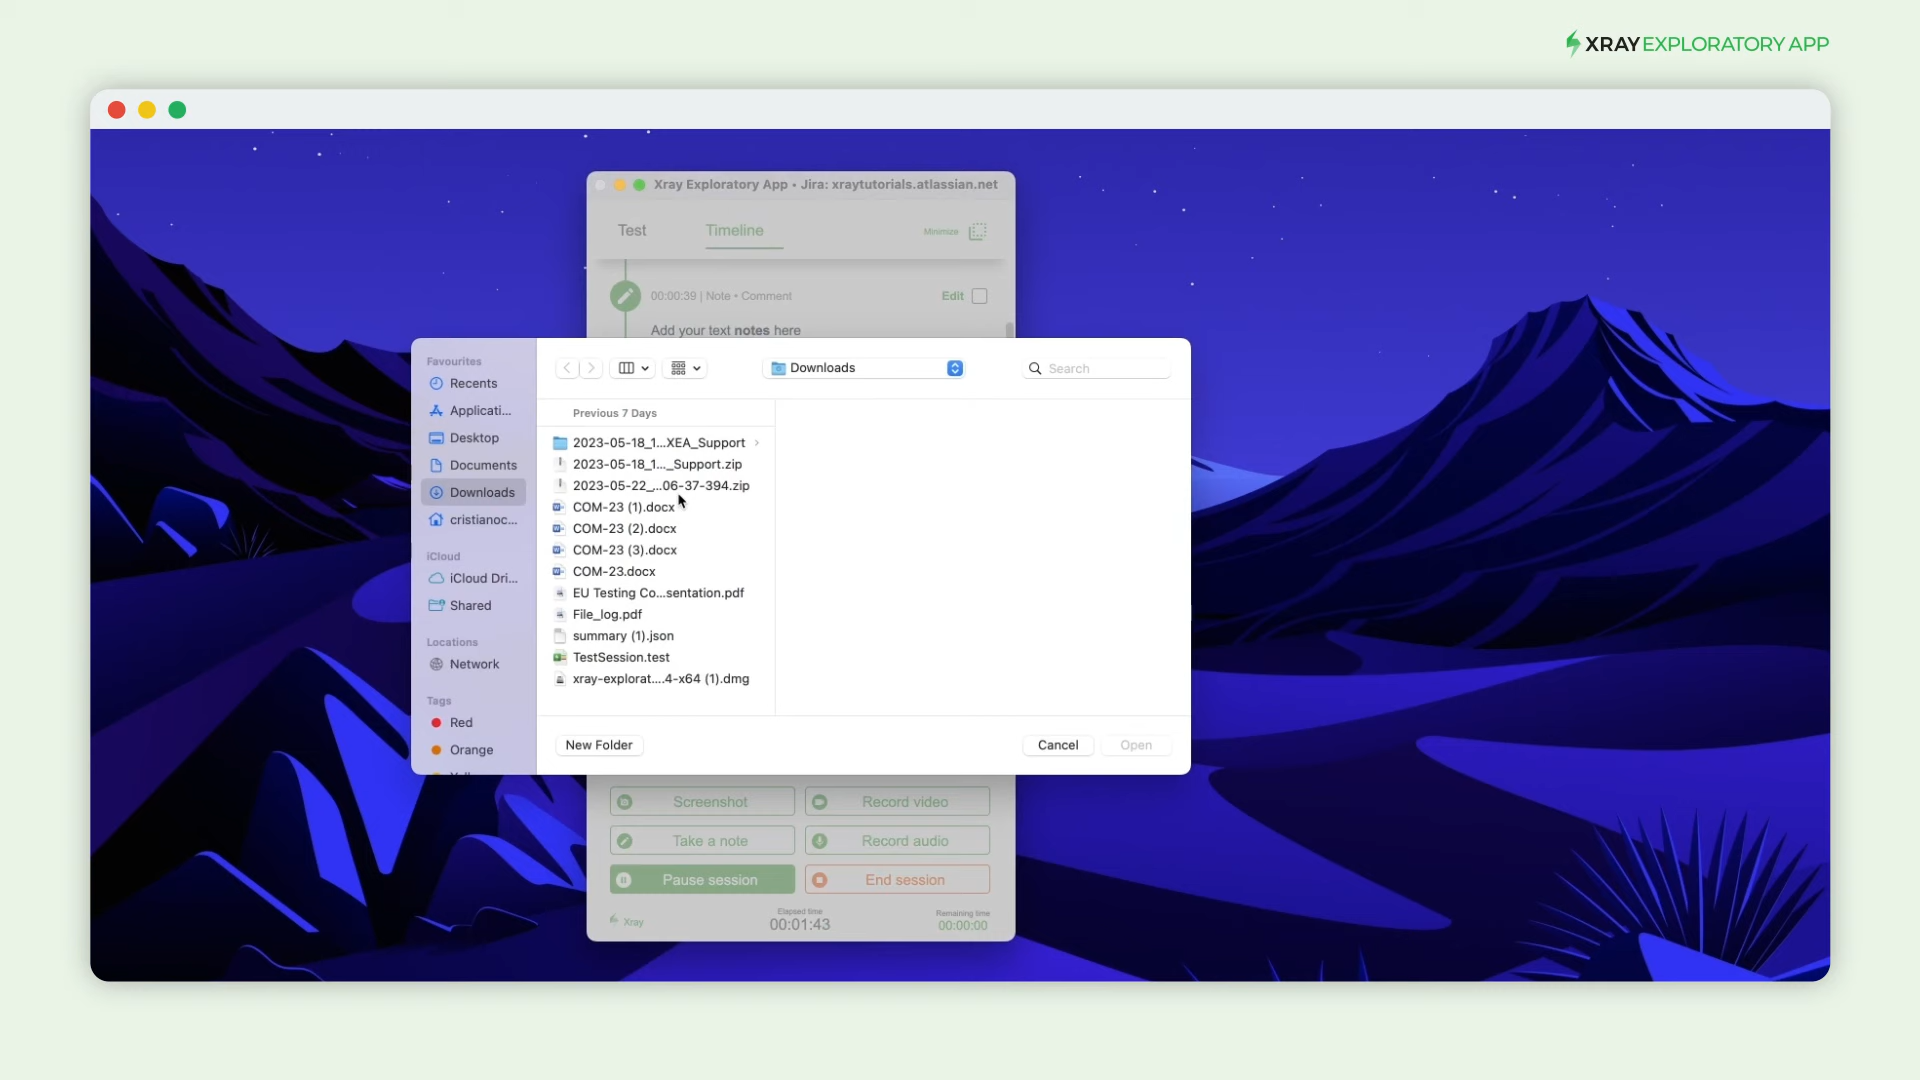 XRAY EXPLORATORY APP
Xray Exploratory App • Jira: xraytutorials.atlassian.net
Test
Timeline
Minimize
00:00:39 | Note • Comment
Edit
Add your text notes here
Favourites
Recents
Applicati...
Desktop
Documents
Downloads
cristianoc...
iCloud
iCloud Dri...
Shared
Locations
Network
Tags
Red
Orange
Downloads
Search
Previous 7 Days
2023-05-18_1...XEA_Support
2023-05-18_1..._Support.zip
2023-05-22_...06-37-394.zip
COM-23 (1).docx
COM-23 (2).docx
COM-23 (3).docx
COM-23.docx
EU Testing Co...sentation.pdf
File_log.pdf
summary (1).json
TestSession.test
xray-explorat....4-x64 (1).dmg
New Folder
Cancel
Open
Screenshot
Record video
Take a note
Record audio
Pause session
End session
Xray
Elapsed time
00:01:43
Remaining time
00:00:00